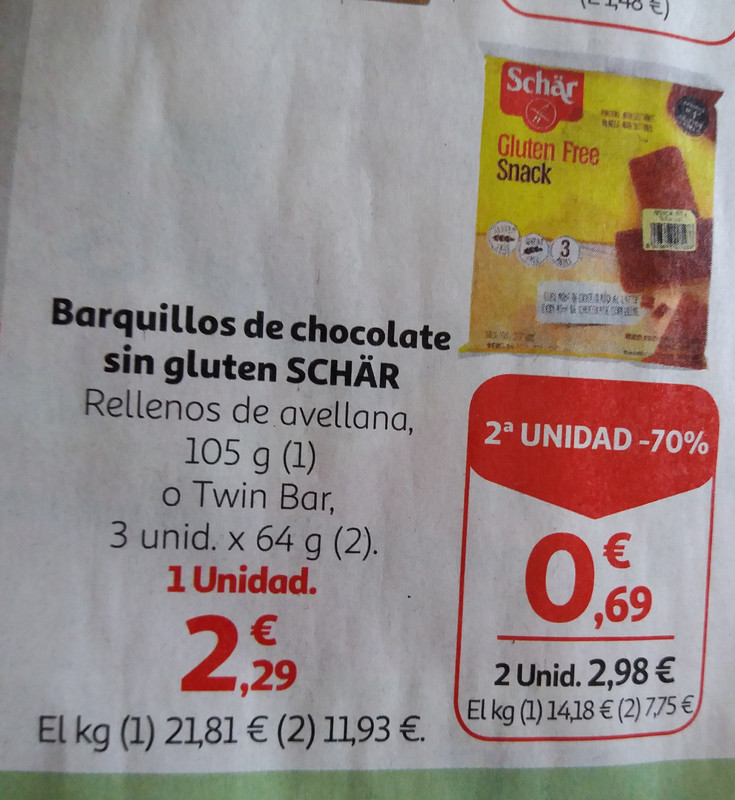 Schär
Gluten Free
Snack
3
Barquillos de chocolate
sin gluten SCHÄR
Rellenos de avellana,
105 g (1)
o Twin Bar,
3 unid. x 64 g (2).
1 Unidad.
2,29 €
El kg (1) 21,81 € (2) 11,93 €.
2ª UNIDAD -70%
0,69 €
2 Unid. 2,98 €
El kg (1) 14,18 € (2) 7,75 €